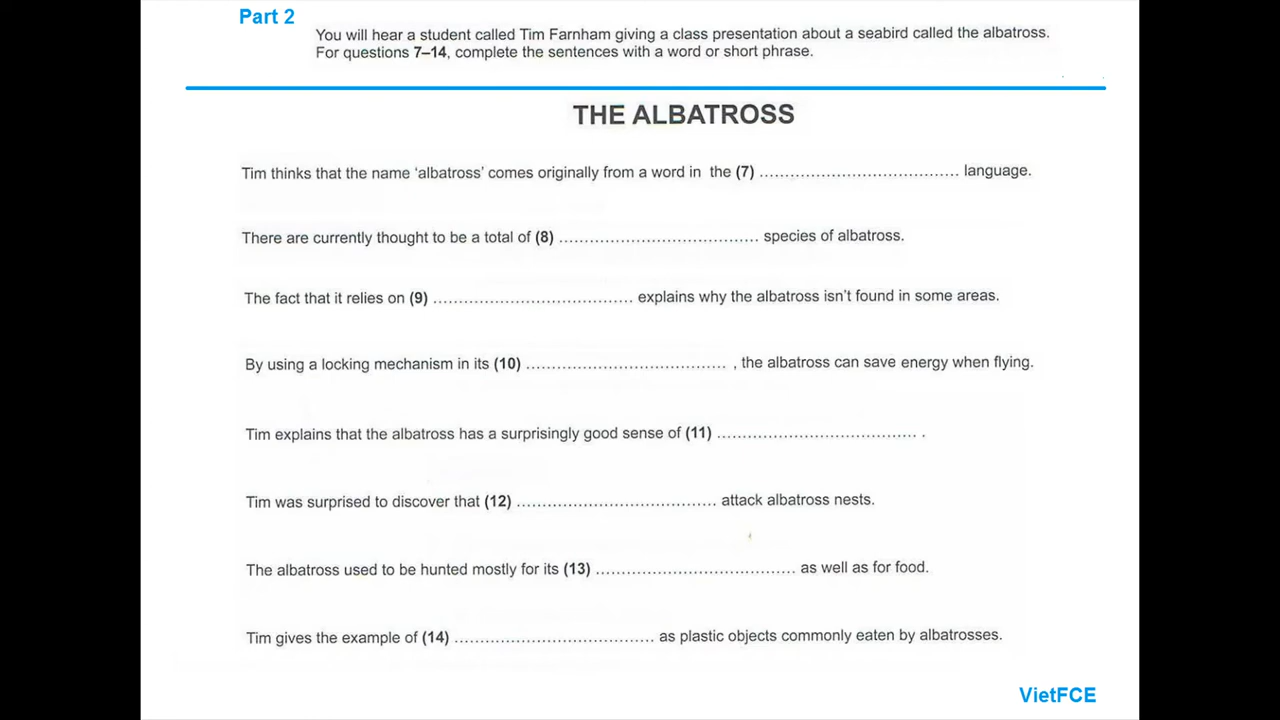 Part 2
You will hear a student called Tim Farnham giving a class presentation about a seabird called the albatross.
For questions 7–14, complete the sentences with a word or short phrase.
THE ALBATROSS
Tim thinks that the name ‘albatross’ comes originally from a word in the (7) ....................................... language.
There are currently thought to be a total of (8) ....................................... species of albatross.
The fact that it relies on (9) ....................................... explains why the albatross isn’t found in some areas.
By using a locking mechanism in its (10) ....................................... , the albatross can save energy when flying.
Tim explains that the albatross has a surprisingly good sense of (11) ....................................... .
Tim was surprised to discover that (12) ....................................... attack albatross nests.
The albatross used to be hunted mostly for its (13) ....................................... as well as for food.
Tim gives the example of (14) ....................................... as plastic objects commonly eaten by albatrosses.
VietFCE